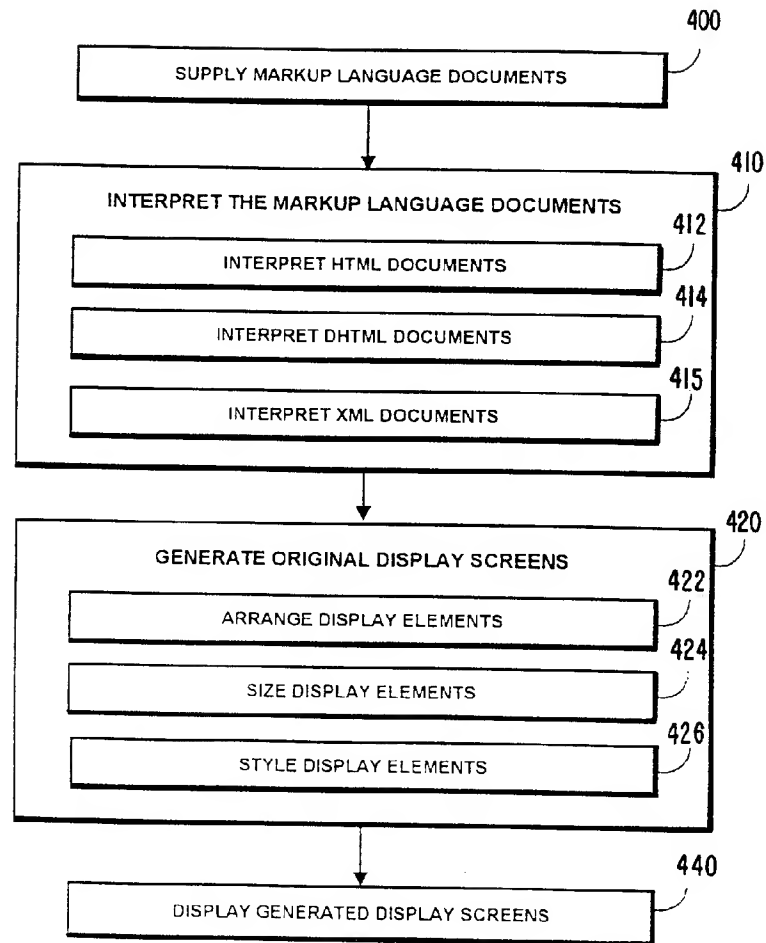 400
SUPPLY MARKUP LANGUAGE DOCUMENTS
410
INTERPRET THE MARKUP LANGUAGE DOCUMENTS
412
INTERPRET HTML DOCUMENTS
414
INTERPRET DHTML DOCUMENTS
415
INTERPRET XML DOCUMENTS
420
GENERATE ORIGINAL DISPLAY SCREENS
422
ARRANGE DISPLAY ELEMENTS
424
SIZE DISPLAY ELEMENTS
426
STYLE DISPLAY ELEMENTS
440
DISPLAY GENERATED DISPLAY SCREENS